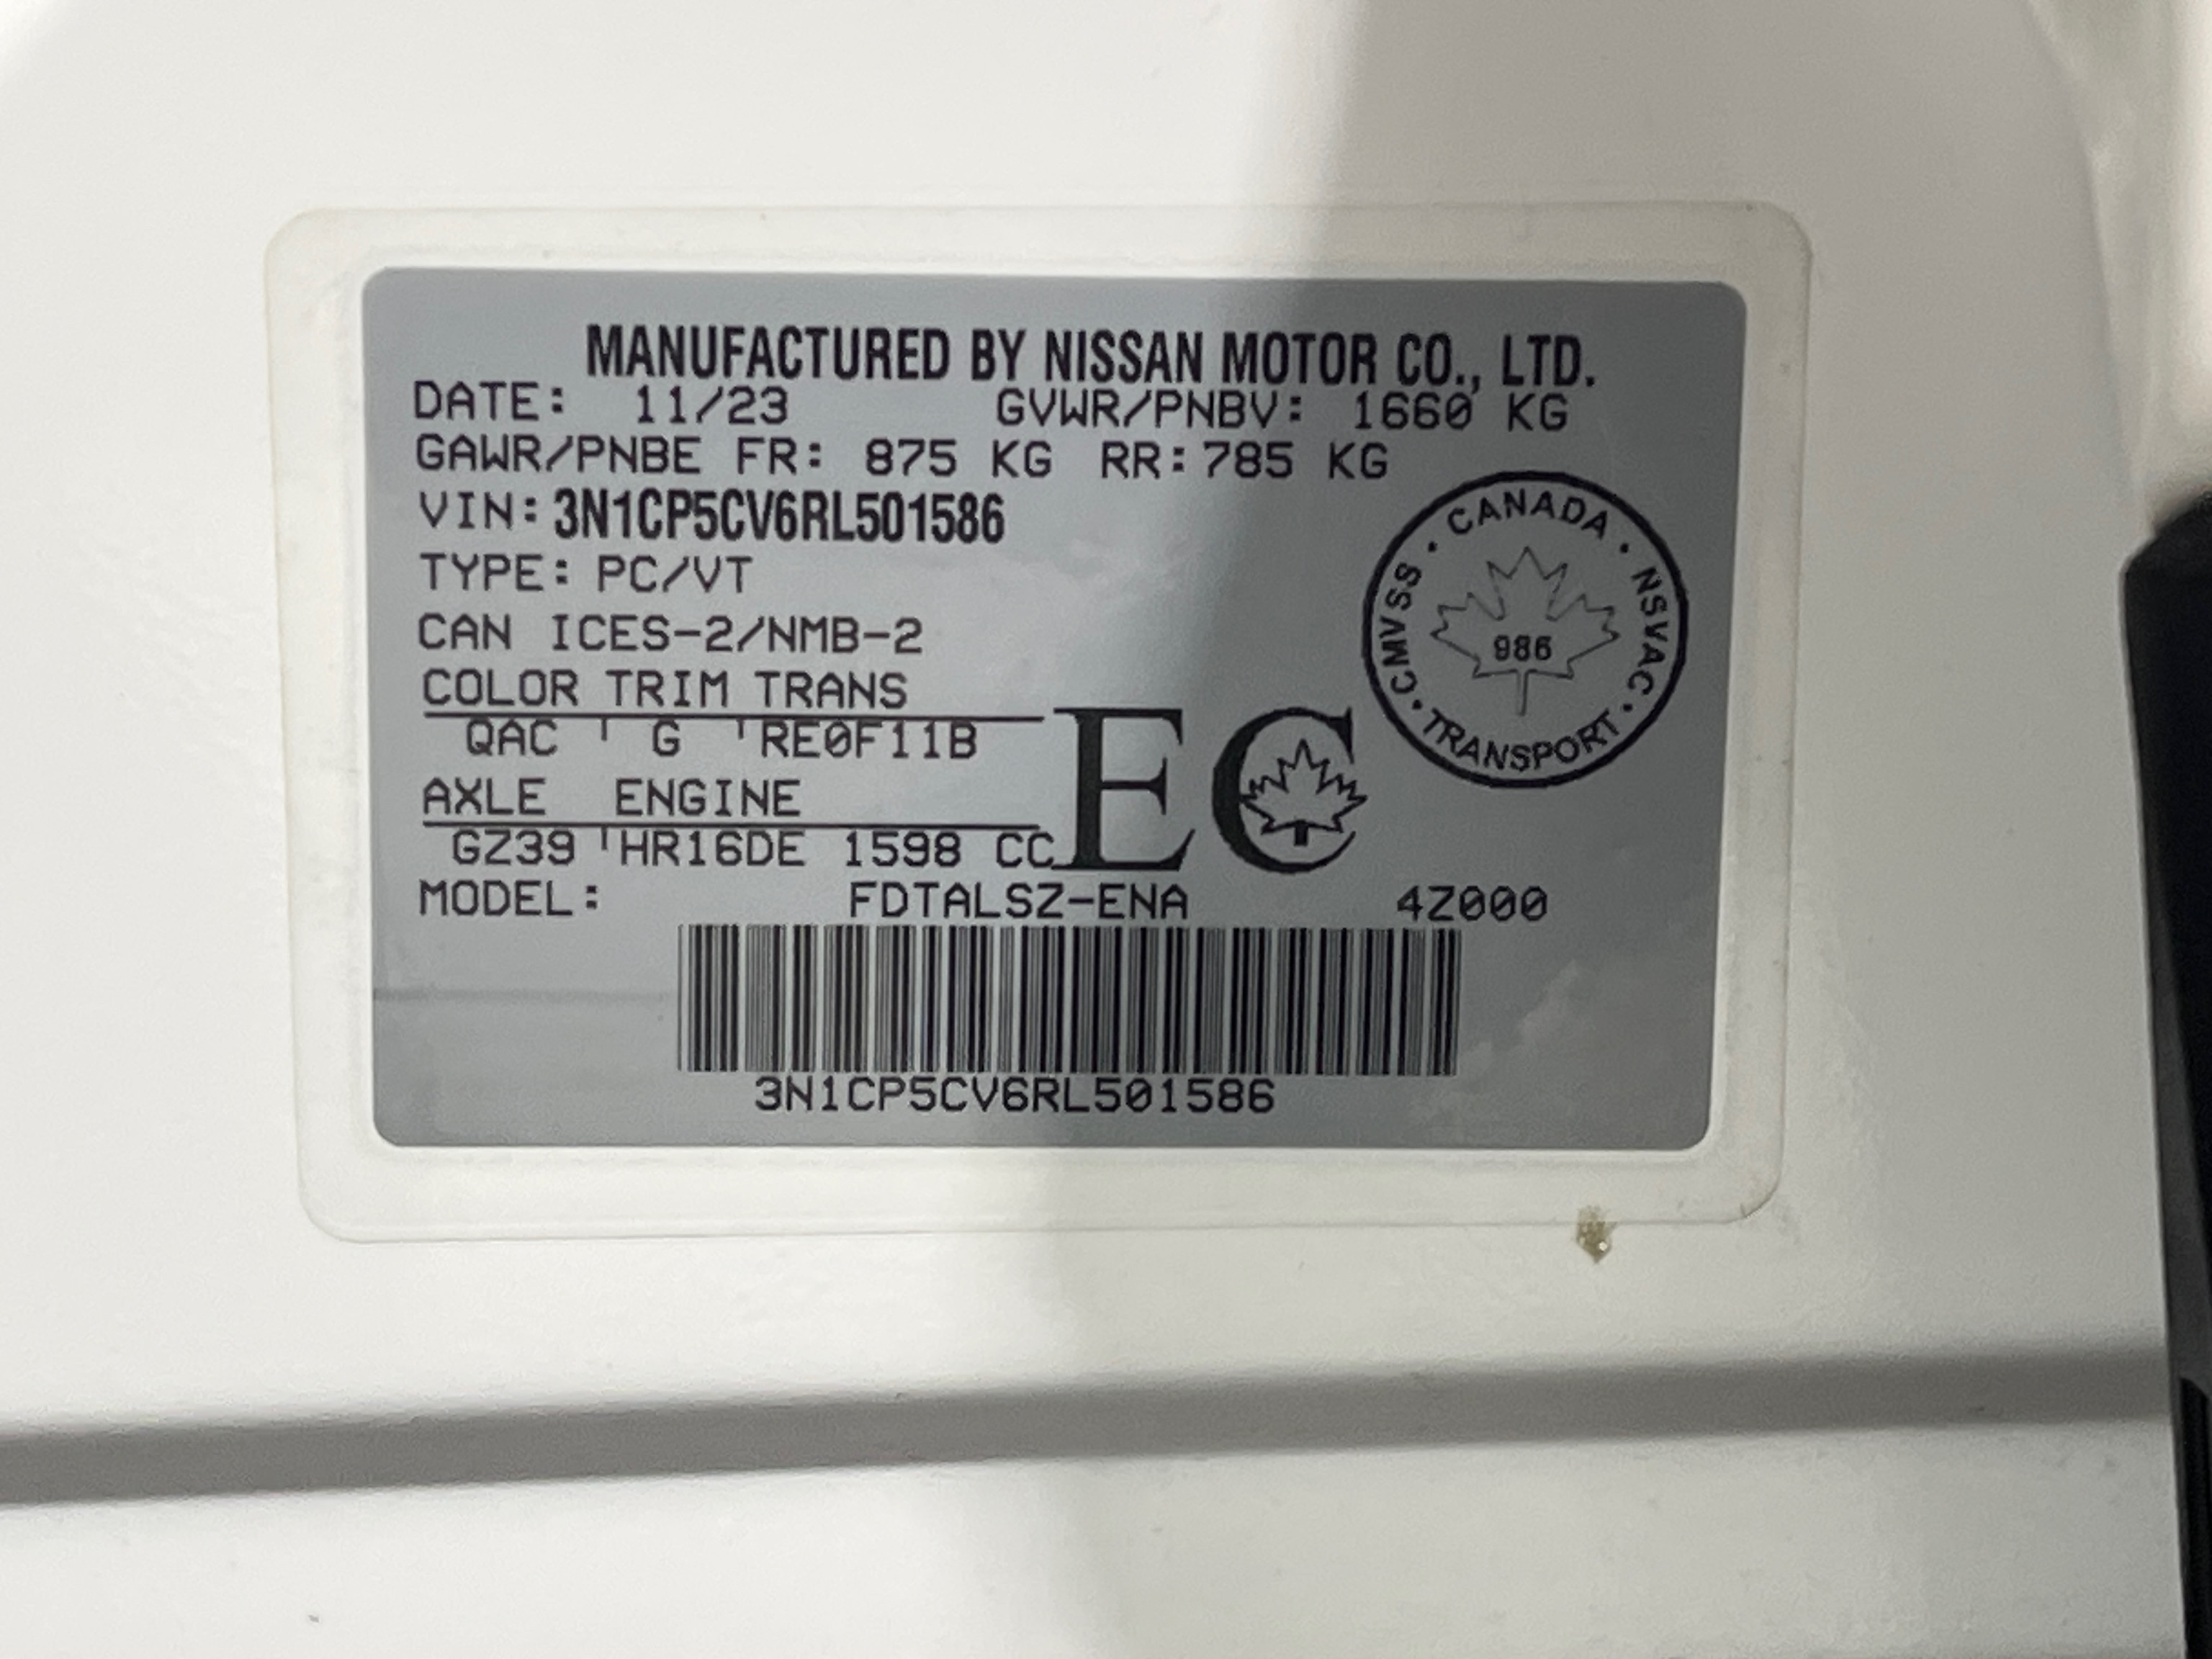 MANUFACTURED BY NISSAN MOTOR CO., LTD.
DATE: 11/23 GVWR/PNBV: 1660 KG
GAWR/PNBE FR: 875 KG RR: 785 KG
VIN: 3N1CP5CV6RL501586
TYPE: PC/VT
CAN ICES-2/NMB-2
COLOR TRIM TRANS
QAC G RE0F11B
AXLE ENGINE
GZ39 HR16DE 1598 CC
EC
CANADA · NSVAC · TRANSPORT · CMVSS ·
986
MODEL: FDTALSZ-ENA 4Z000
3N1CP5CV6RL501586